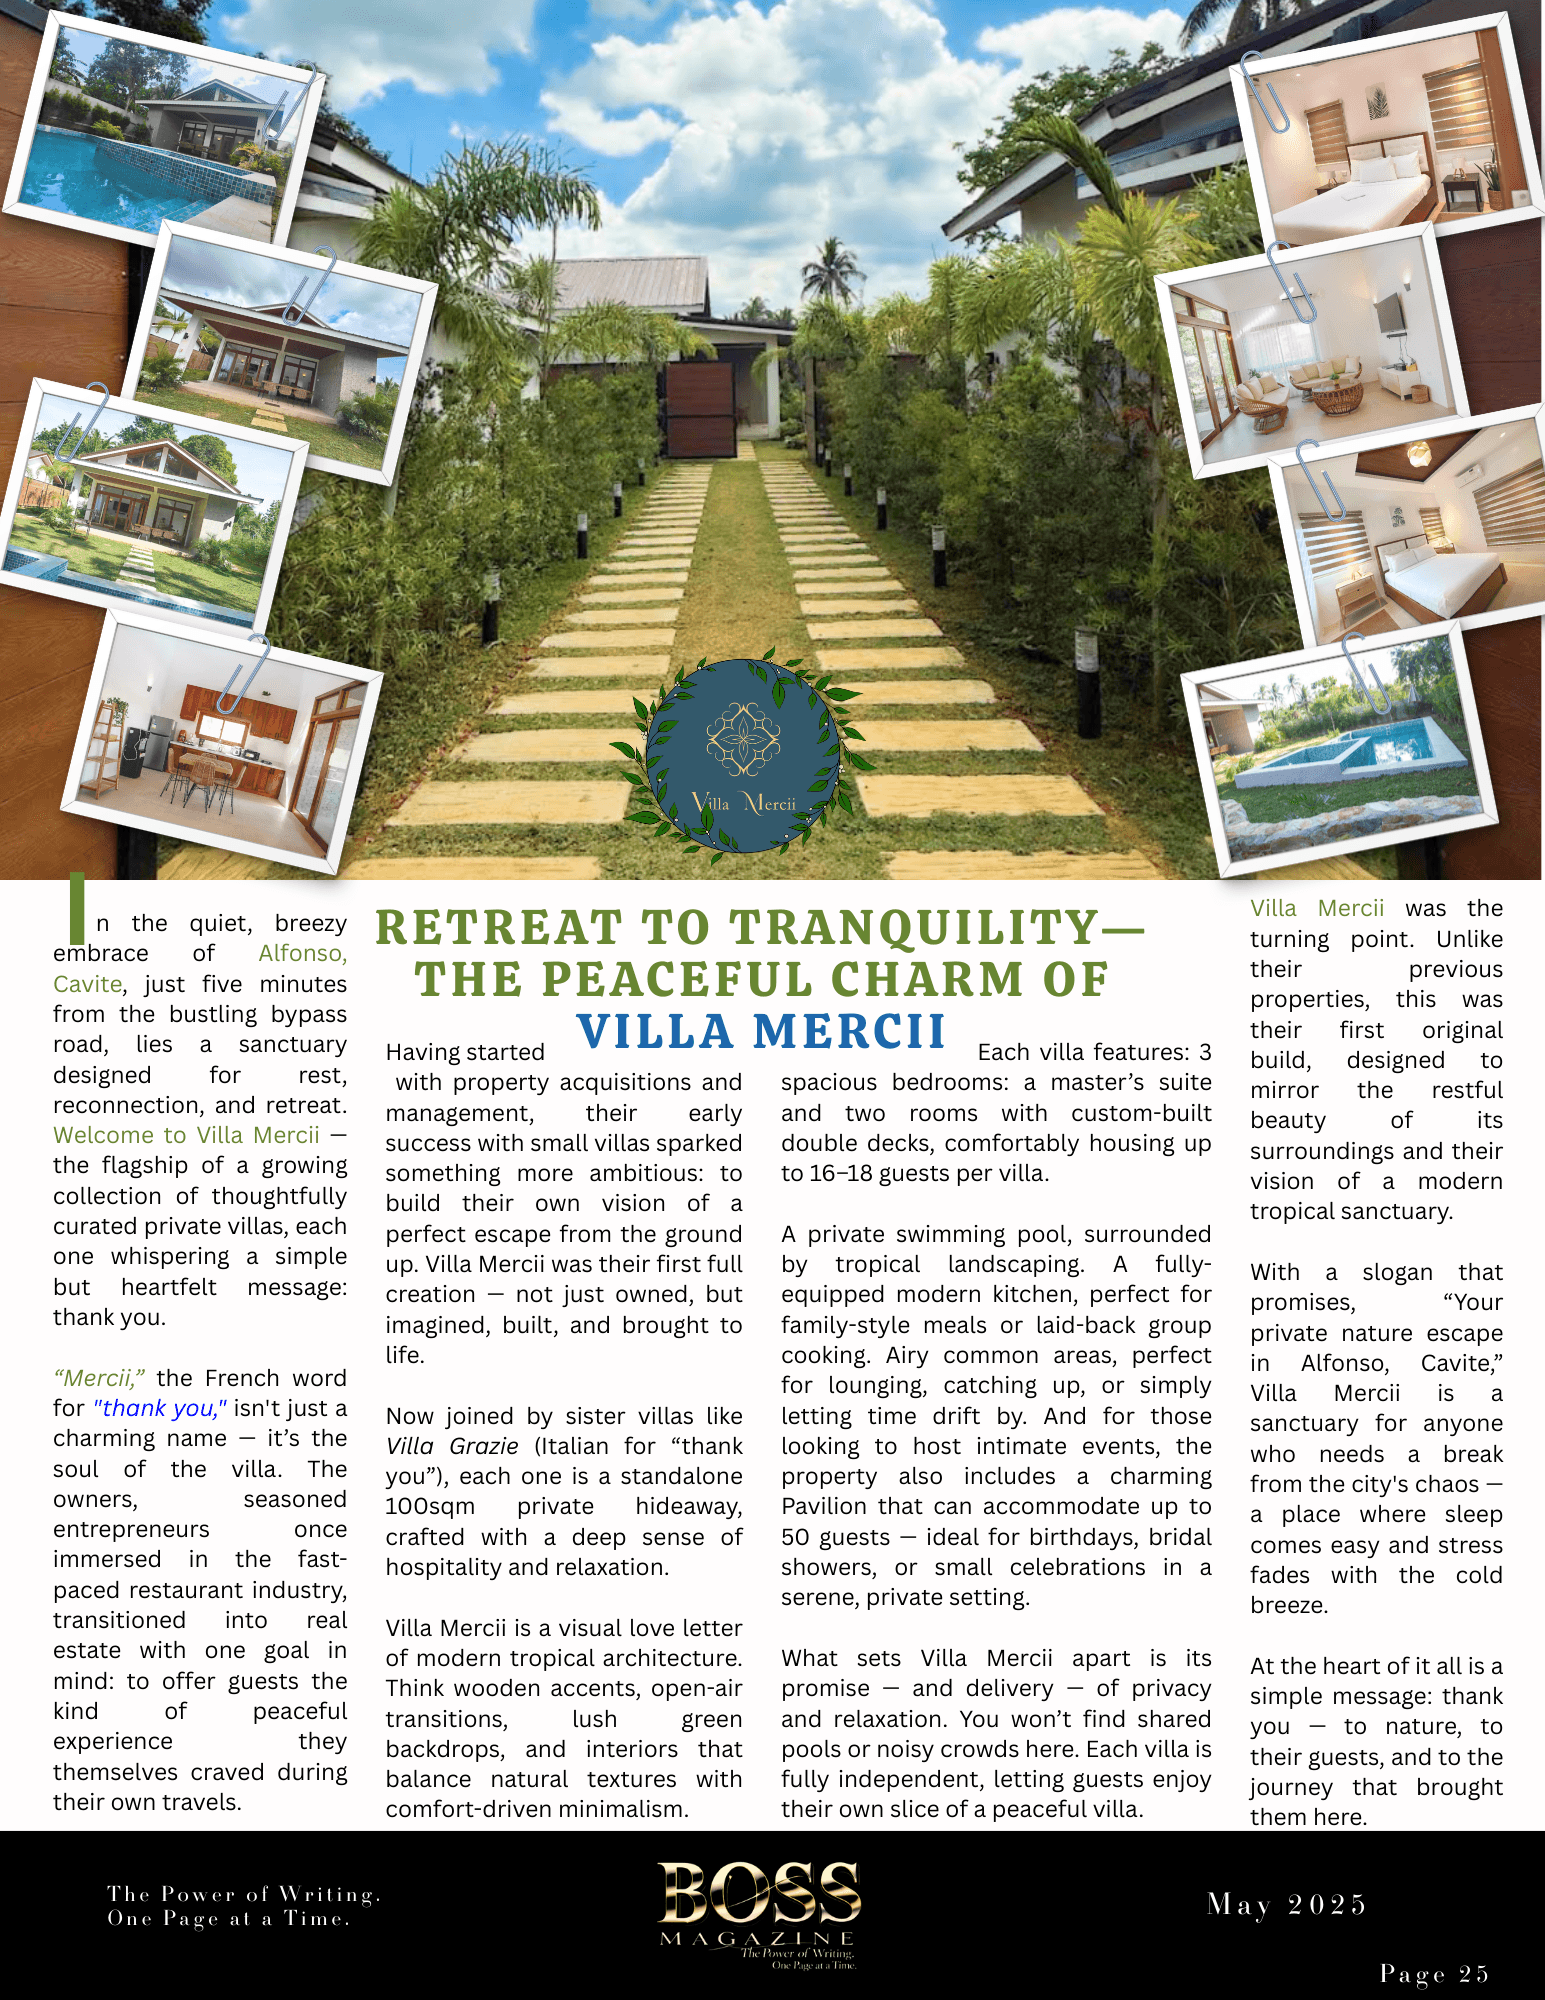 Villa Mercii
RETREAT TO TRANQUILITY—
THE PEACEFUL CHARM OF
VILLA MERCII
In the quiet, breezy
embrace of Alfonso,
Cavite, just five minutes
from the bustling bypass
road, lies a sanctuary
designed for rest,
reconnection, and retreat.
Welcome to Villa Mercii —
the flagship of a growing
collection of thoughtfully
curated private villas, each
one whispering a simple
but heartfelt message:
thank you.
“Mercii,” the French word
for "thank you," isn't just a
charming name — it’s the
soul of the villa. The
owners, seasoned
entrepreneurs once
immersed in the fast-
paced restaurant industry,
transitioned into real
estate with one goal in
mind: to offer guests the
kind of peaceful
experience they
themselves craved during
their own travels.
Having started
with property acquisitions and
management, their early
success with small villas sparked
something more ambitious: to
build their own vision of a
perfect escape from the ground
up. Villa Mercii was their first full
creation — not just owned, but
imagined, built, and brought to
life.
Now joined by sister villas like
Villa Grazie (Italian for “thank
you”), each one is a standalone
100sqm private hideaway,
crafted with a deep sense of
hospitality and relaxation.
Villa Mercii is a visual love letter
of modern tropical architecture.
Think wooden accents, open-air
transitions, lush green
backdrops, and interiors that
balance natural textures with
comfort-driven minimalism.
Each villa features: 3
spacious bedrooms: a master’s suite
and two rooms with custom-built
double decks, comfortably housing up
to 16–18 guests per villa.
A private swimming pool, surrounded
by tropical landscaping. A fully-
equipped modern kitchen, perfect for
family-style meals or laid-back group
cooking. Airy common areas, perfect
for lounging, catching up, or simply
letting time drift by. And for those
looking to host intimate events, the
property also includes a charming
Pavilion that can accommodate up to
50 guests — ideal for birthdays, bridal
showers, or small celebrations in a
serene, private setting.
What sets Villa Mercii apart is its
promise — and delivery — of privacy
and relaxation. You won’t find shared
pools or noisy crowds here. Each villa is
fully independent, letting guests enjoy
their own slice of a peaceful villa.
Villa Mercii was the
turning point. Unlike
their previous
properties, this was
their first original
build, designed to
mirror the restful
beauty of its
surroundings and their
vision of a modern
tropical sanctuary.
With a slogan that
promises, “Your
private nature escape
in Alfonso, Cavite,”
Villa Mercii is a
sanctuary for anyone
who needs a break
from the city's chaos —
a place where sleep
comes easy and stress
fades with the cold
breeze.
At the heart of it all is a
simple message: thank
you — to nature, to
their guests, and to the
journey that brought
them here.
The Power of Writing.
One Page at a Time.
BOSS
MAGAZINE
The Power of Writing.
One Page at a Time.
May 2025
Page 25